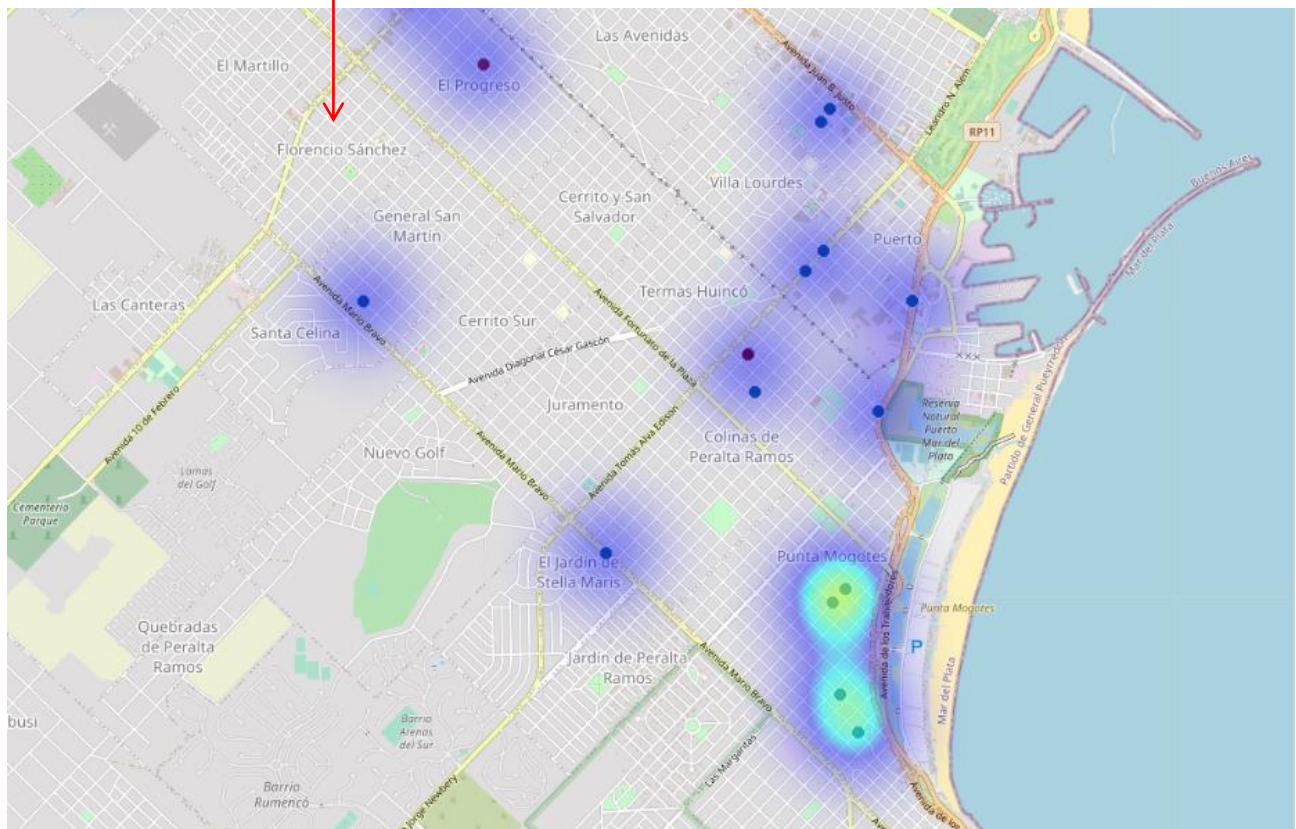 Las Avenidas
El Martillo
Avenida Juan B. Justo
El Progreso
Leandro N. Alem
RP11
Florencio Sánchez
Villa Lourdes
Buenos Aires
Mar del Plata
Cerrito y San
Salvador
General San
Martín
Puerto
Las Canteras
Avenida Mario Bravo
Santa Celina
Termas Huincó
Cerrito Sur
Avenida Fortunato de la Plaza
Avenida Diagonal César Gascón
Partido de General Pueyrredon
Avenida 10 de Febrero
Juramento
Reserva
Natural
Puerto
Mar del
Plata
Avenida Tomás Alva Edison
Colinas de
Peralta Ramos
Nuevo Golf
Avenida Mario Bravo
Lomas
del Golf
Cementerio
Parque
El Jardín de
Stella Maris
Punta Mogotes
Punta Mogotes
Avenida de los Trabajadores
P
Quebradas
de Peralta
Ramos
Jardín de Peralta
Ramos
Avenida Mario Bravo
Mar del Plata
busi
Barrio
Arenas
del Sur
Las Margaritas
Barrio
Rumencó
Jorge Newbery
Avenida de los